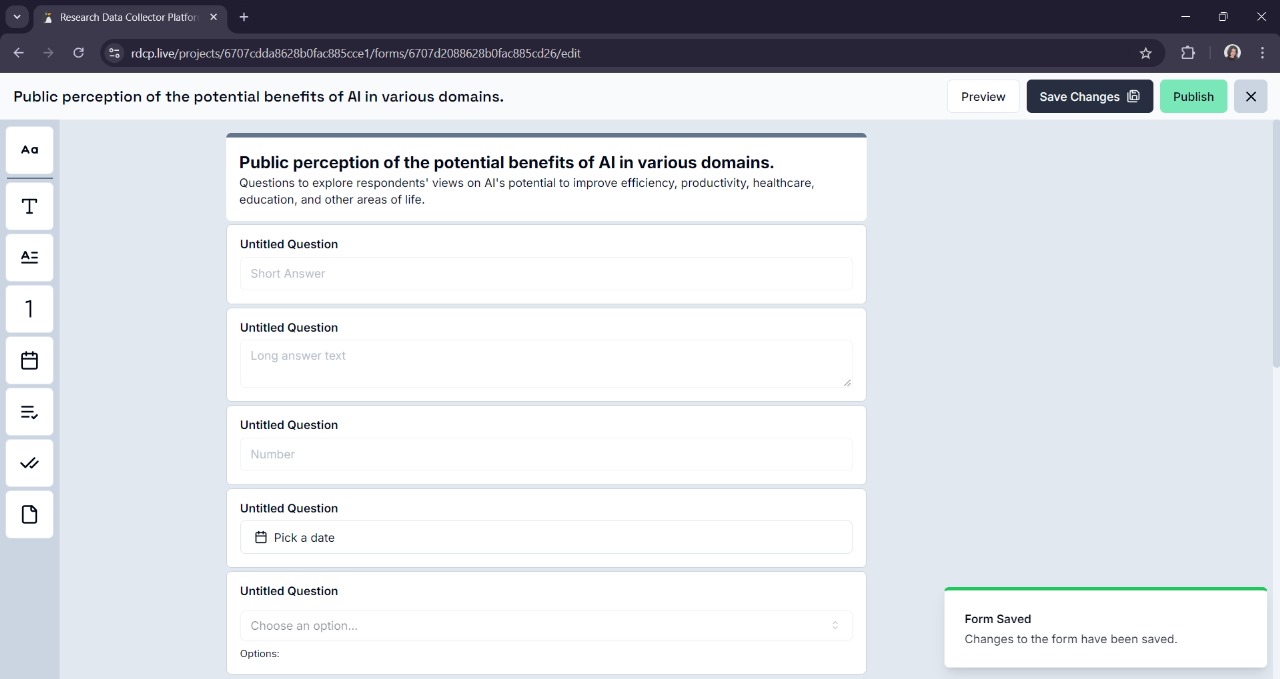 Research Data Collector Platfor
rdcp.live/projects/6707cdda8628b0fac885cce1/forms/6707d2088628b0fac885cd26/edit
Public perception of the potential benefits of AI in various domains.
Preview
Save Changes
Publish
Aa
Public perception of the potential benefits of AI in various domains.
Questions to explore respondents' views on AI's potential to improve efficiency, productivity, healthcare,
education, and other areas of life.
T
Untitled Question
A
Short Answer
1
Untitled Question
Long answer text
Untitled Question
Number
Untitled Question
Pick a date
Untitled Question
Choose an option...
Options:
Form Saved
Changes to the form have been saved.